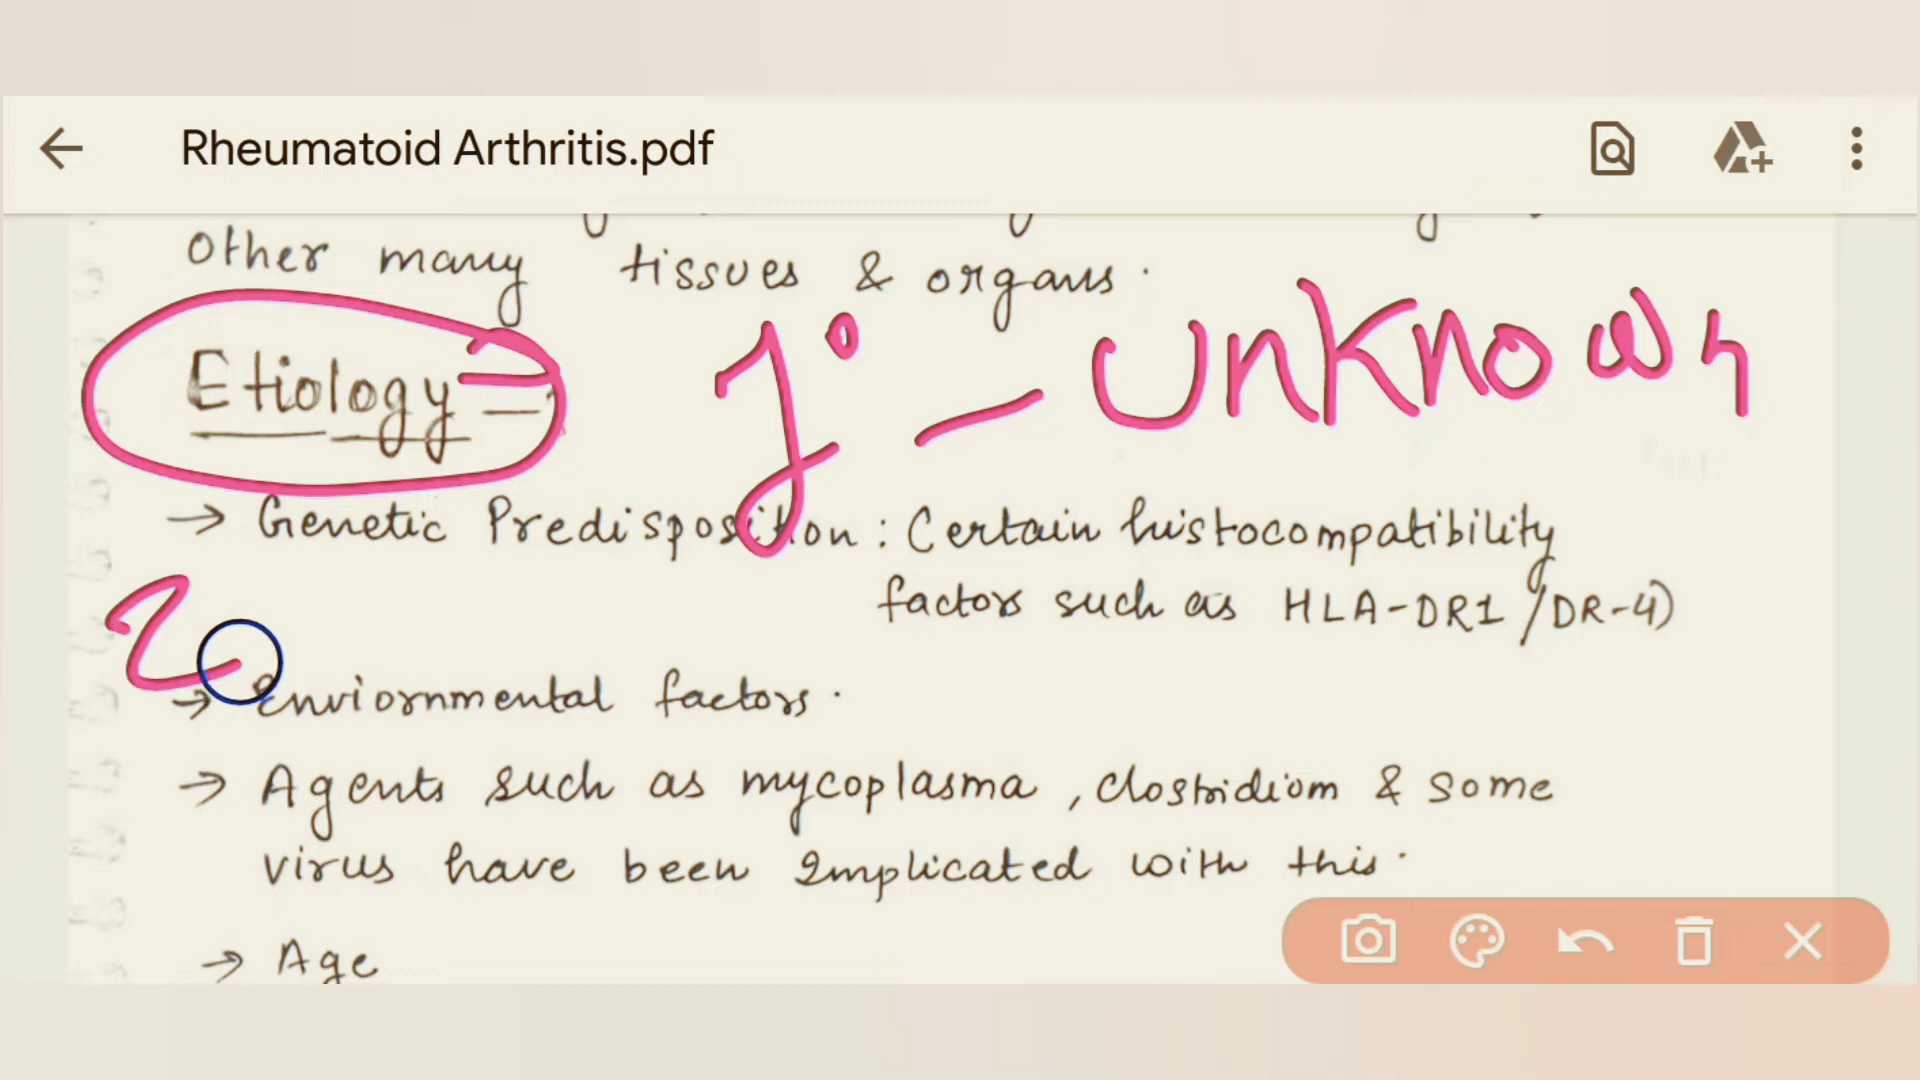 Rheumatoid Arthritis.pdf
Other many tissues & organs.
Etiology -
1° - Unknown
→ Genetic Predisposition : Certain histocompatibility
factors such as HLA-DR1/DR-4)
2
→ Enviornmental factors.
→ Agents such as mycoplasma, clostridiom & some
virus have been Implicated with this.
→ Age